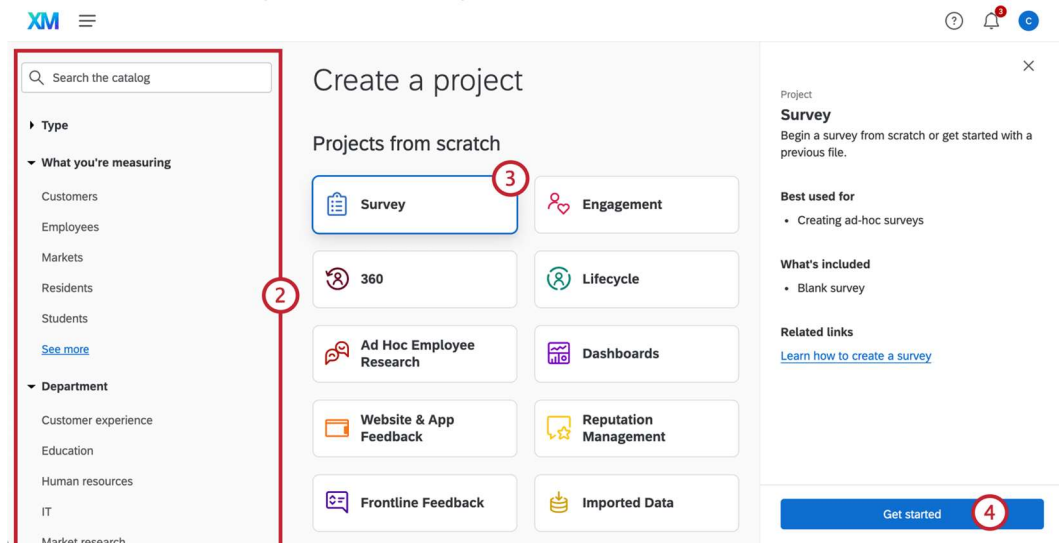 XM
3
C
Search the catalog
Type
What you're measuring
Customers
Employees
Markets
Residents
Students
See more
Department
Customer experience
Education
Human resources
IT
Market research
2
Create a project
Projects from scratch
3
Survey
Engagement
360
Lifecycle
Ad Hoc Employee
Research
Dashboards
Website & App
Feedback
Reputation
Management
Frontline Feedback
Imported Data
Project
Survey
Begin a survey from scratch or get started with a
previous file.
Best used for
• Creating ad-hoc surveys
What's included
• Blank survey
Related links
Learn how to create a survey
Get started
4